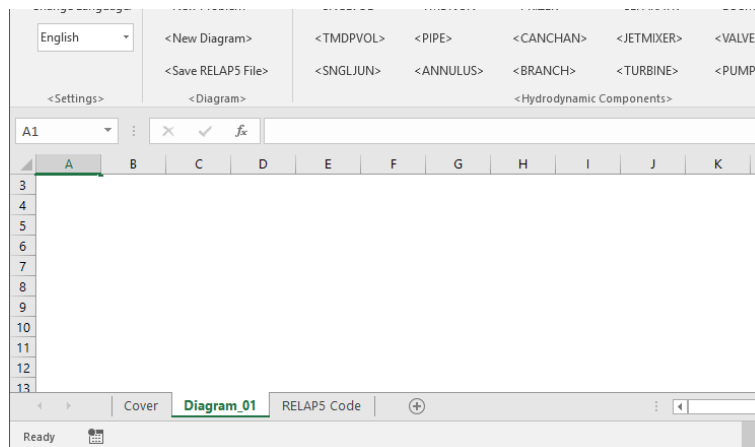 English
<New Diagram>
<TMDPVOL>
<PIPE>
<CANCHAN>
<JETMIXER>
<VALVE
<Save RELAP5 File>
<SNGLJUN>
<ANNULUS>
<BRANCH>
<TURBINE>
<PUMP
<Settings>
<Diagram>
<Hydrodynamic Components>
A1
fx
A B C D E F G H I J K
3
4
5
6
7
8
9
10
11
12
13
Cover Diagram_01 RELAP5 Code
Ready